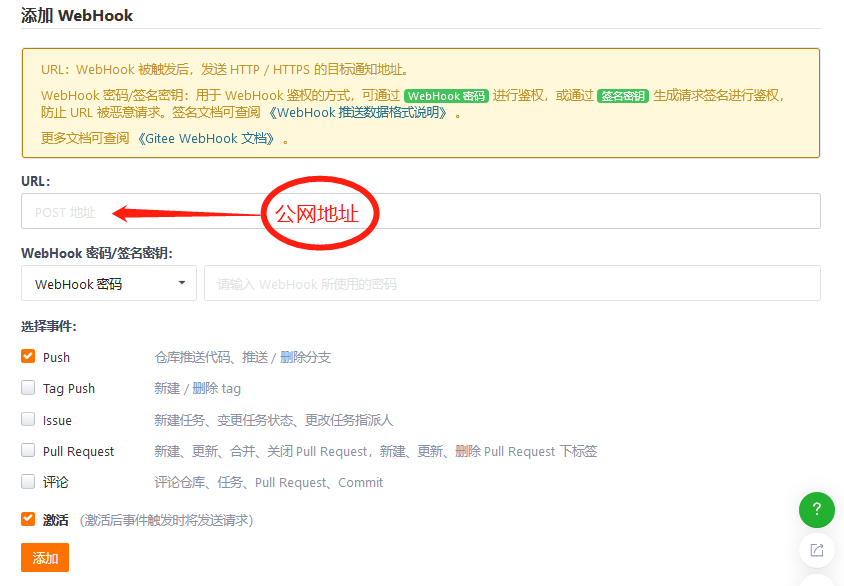 添加 WebHook
URL：WebHook 被触发后，发送 HTTP / HTTPS 的目标通知地址。
WebHook 密码/签名密钥：用于 WebHook 鉴权的方式，可通过 WebHook 密码 进行鉴权，或通过 签名密钥 生成请求签名进行鉴权，
防止 URL 被恶意请求。签名文档可查阅 《WebHook 推送数据格式说明》 。
更多文档可查阅 《Gitee WebHook 文档》 。
URL:
POST 地址
公网地址
WebHook 密码/签名密钥:
WebHook 密码
请输入 WebHook 所使用的密码
选择事件:
Push 仓库推送代码、推送 / 删除分支
Tag Push 新建 / 删除 tag
Issue 新建任务、变更任务状态、更改任务指派人
Pull Request 新建、更新、合并、关闭 Pull Request，新建、更新、删除 Pull Request 下标签
评论 评论仓库、任务、Pull Request、Commit
激活 (激活后事件触发时将发送请求)
?
添加